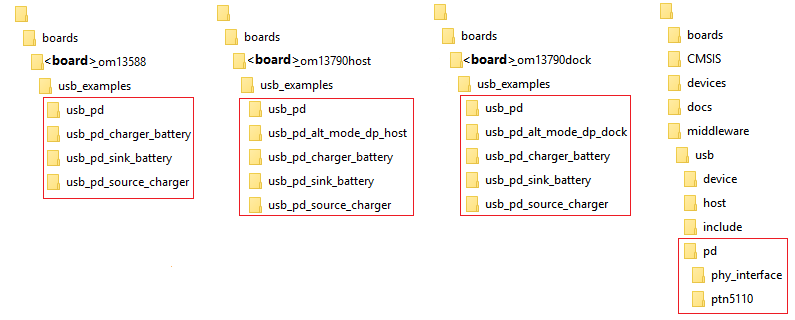 boards
<board>_om13588
usb_examples
usb_pd
usb_pd_charger_battery
usb_pd_sink_battery
usb_pd_source_charger
boards
<board>_om13790host
usb_examples
usb_pd
usb_pd_alt_mode_dp_host
usb_pd_charger_battery
usb_pd_sink_battery
usb_pd_source_charger
boards
<board>_om13790dock
usb_examples
usb_pd
usb_pd_alt_mode_dp_dock
usb_pd_charger_battery
usb_pd_sink_battery
usb_pd_source_charger
boards
CMSIS
devices
docs
middleware
usb
device
host
include
pd
phy_interface
ptn5110